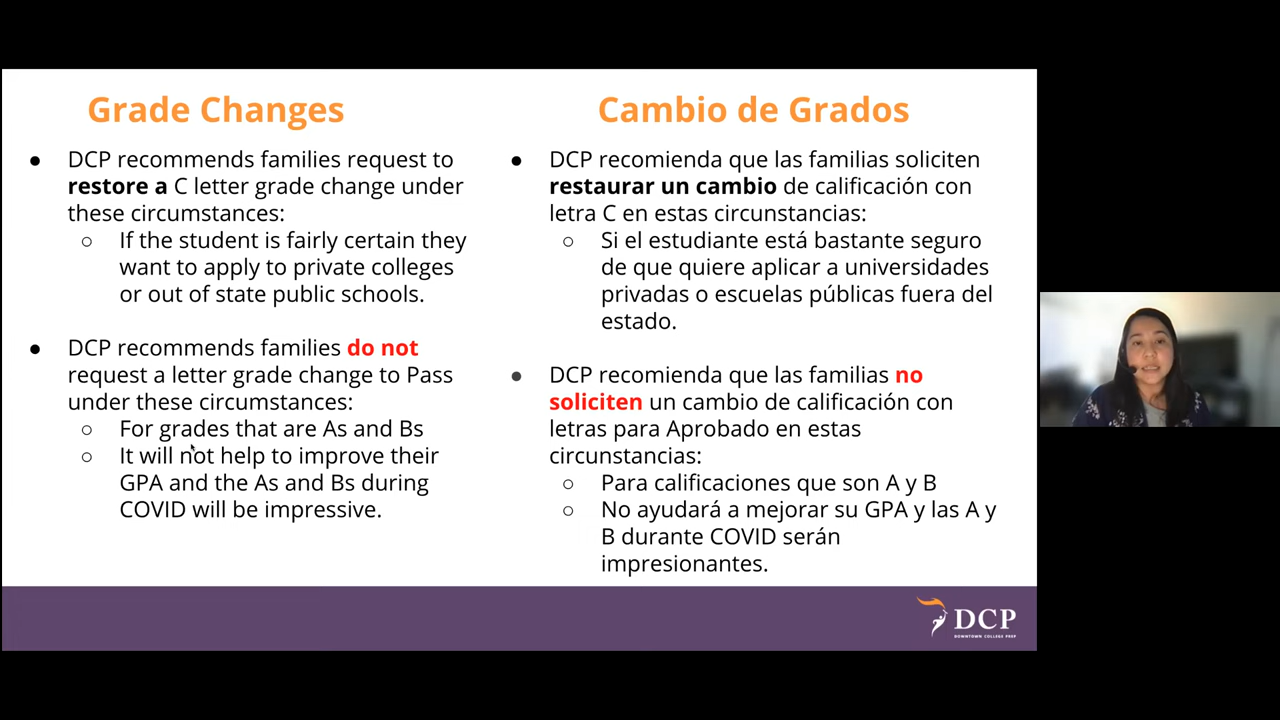 Grade Changes
● DCP recommends families request to
restore a C letter grade change under
these circumstances:
○ If the student is fairly certain they
want to apply to private colleges
or out of state public schools.
● DCP recommends families do not
request a letter grade change to Pass
under these circumstances:
○ For grades that are As and Bs
○ It will not help to improve their
GPA and the As and Bs during
COVID will be impressive.
Cambio de Grados
● DCP recomienda que las familias soliciten
restaurar un cambio de calificación con
letra C en estas circunstancias:
○ Si el estudiante está bastante seguro
de que quiere aplicar a universidades
privadas o escuelas públicas fuera del
estado.
● DCP recomienda que las familias no
soliciten un cambio de calificación con
letras para Aprobado en estas
circunstancias:
○ Para calificaciones que son A y B
○ No ayudará a mejorar su GPA y las A y
B durante COVID serán
impresionantes.
DCP
DOWNTOWN COLLEGE PREP